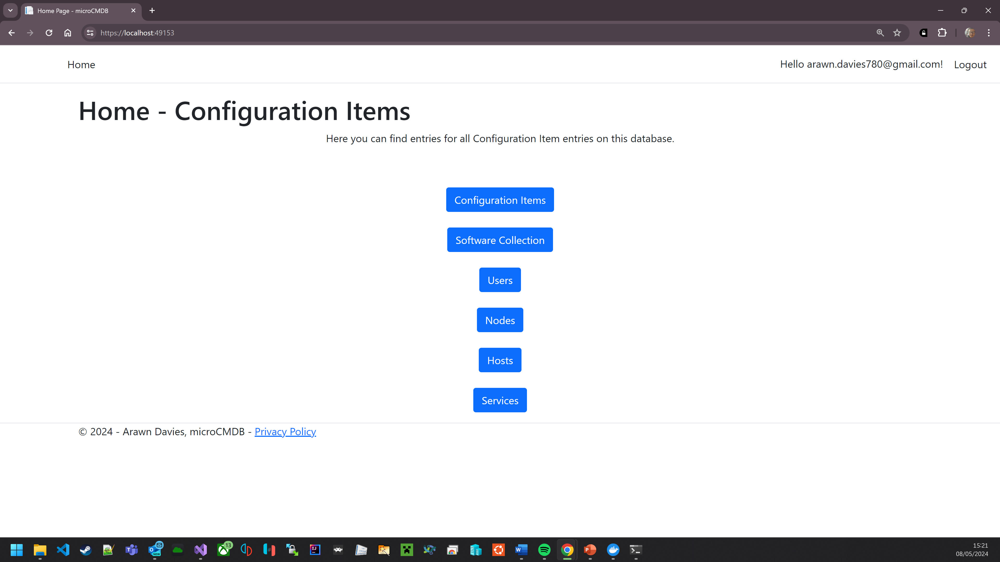 Home Page - microCMDB
https://localhost:49153
Home
Hello arawn.davies780@gmail.com!
Logout
Home - Configuration Items
Here you can find entries for all Configuration Item entries on this database.
Configuration Items
Software Collection
Users
Nodes
Hosts
Services
© 2024 - Arawn Davies, microCMDB - Privacy Policy
NEW
13
15:21
08/05/2024